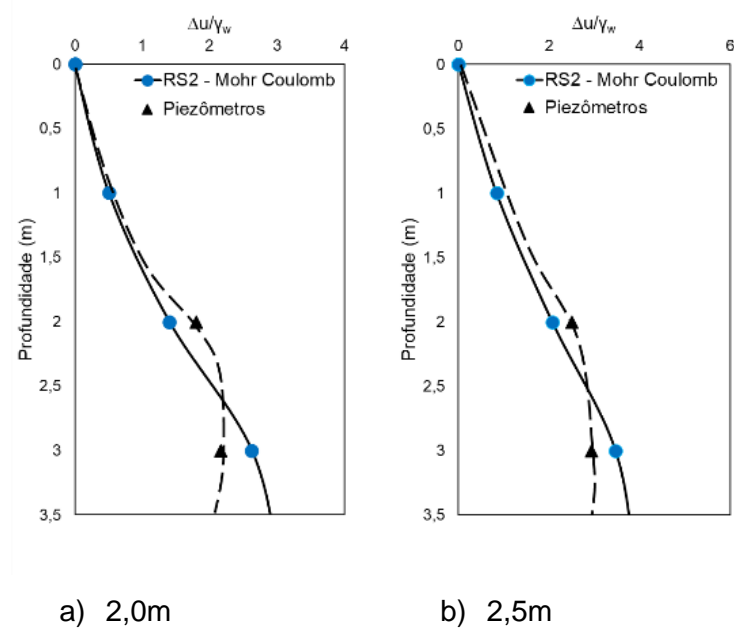 Δu/γw
0 1 2 3 4
0
0,5
1
1,5
2
2,5
3
3,5
Profundidade (m)
RS2 - Mohr Coulomb
Piezômetros
a) 2,0m
Δu/γw
0 2 4 6
0
0,5
1
1,5
2
2,5
3
3,5
Profundidade (m)
RS2 - Mohr Coulomb
Piezômetros
b) 2,5m